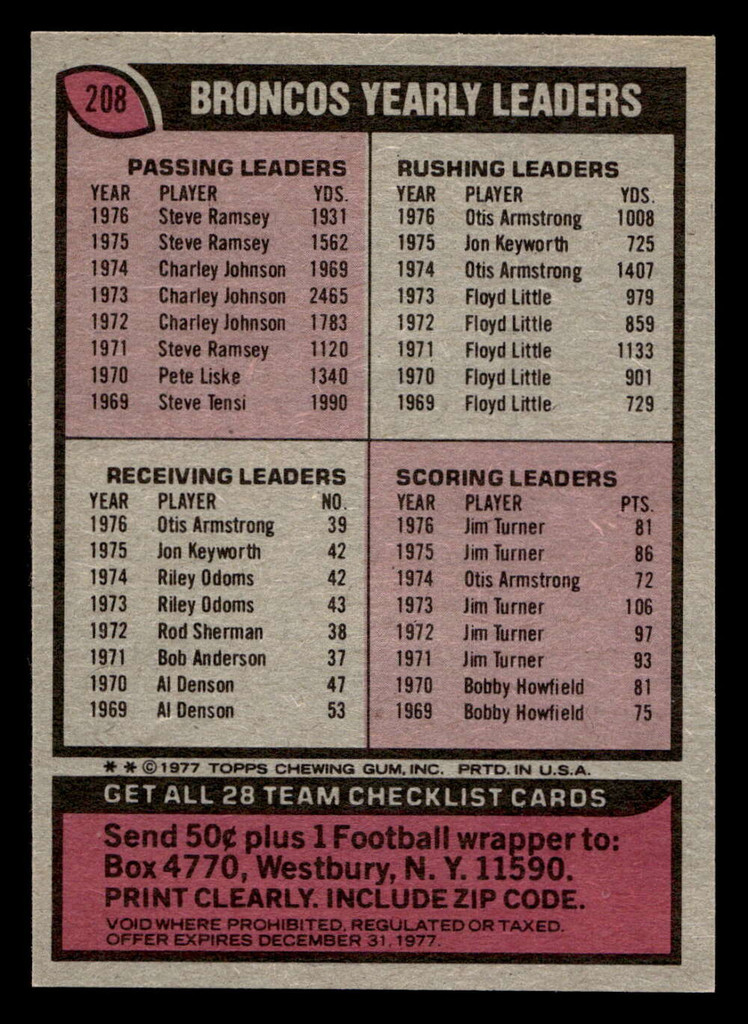 208
BRONCOS YEARLY LEADERS
PASSING LEADERS
YEAR PLAYER YDS.
1976 Steve Ramsey 1931
1975 Steve Ramsey 1562
1974 Charley Johnson 1969
1973 Charley Johnson 2465
1972 Charley Johnson 1783
1971 Steve Ramsey 1120
1970 Pete Liske 1340
1969 Steve Tensi 1990
RUSHING LEADERS
YEAR PLAYER YDS.
1976 Otis Armstrong 1008
1975 Jon Keyworth 725
1974 Otis Armstrong 1407
1973 Floyd Little 979
1972 Floyd Little 859
1971 Floyd Little 1133
1970 Floyd Little 901
1969 Floyd Little 729
RECEIVING LEADERS
YEAR PLAYER NO.
1976 Otis Armstrong 39
1975 Jon Keyworth 42
1974 Riley Odoms 42
1973 Riley Odoms 43
1972 Rod Sherman 38
1971 Bob Anderson 37
1970 Al Denson 47
1969 Al Denson 53
SCORING LEADERS
YEAR PLAYER PTS.
1976 Jim Turner 81
1975 Jim Turner 86
1974 Otis Armstrong 72
1973 Jim Turner 106
1972 Jim Turner 97
1971 Jim Turner 93
1970 Bobby Howfield 81
1969 Bobby Howfield 75
* * © 1977 TOPPS CHEWING GUM, INC. PRTD. IN U.S.A.
GET ALL 28 TEAM CHECKLIST CARDS
Send 50¢ plus 1 Football wrapper to:
Box 4770, Westbury, N. Y. 11590.
PRINT CLEARLY. INCLUDE ZIP CODE.
VOID WHERE PROHIBITED, REGULATED OR TAXED.
OFFER EXPIRES DECEMBER 31, 1977.